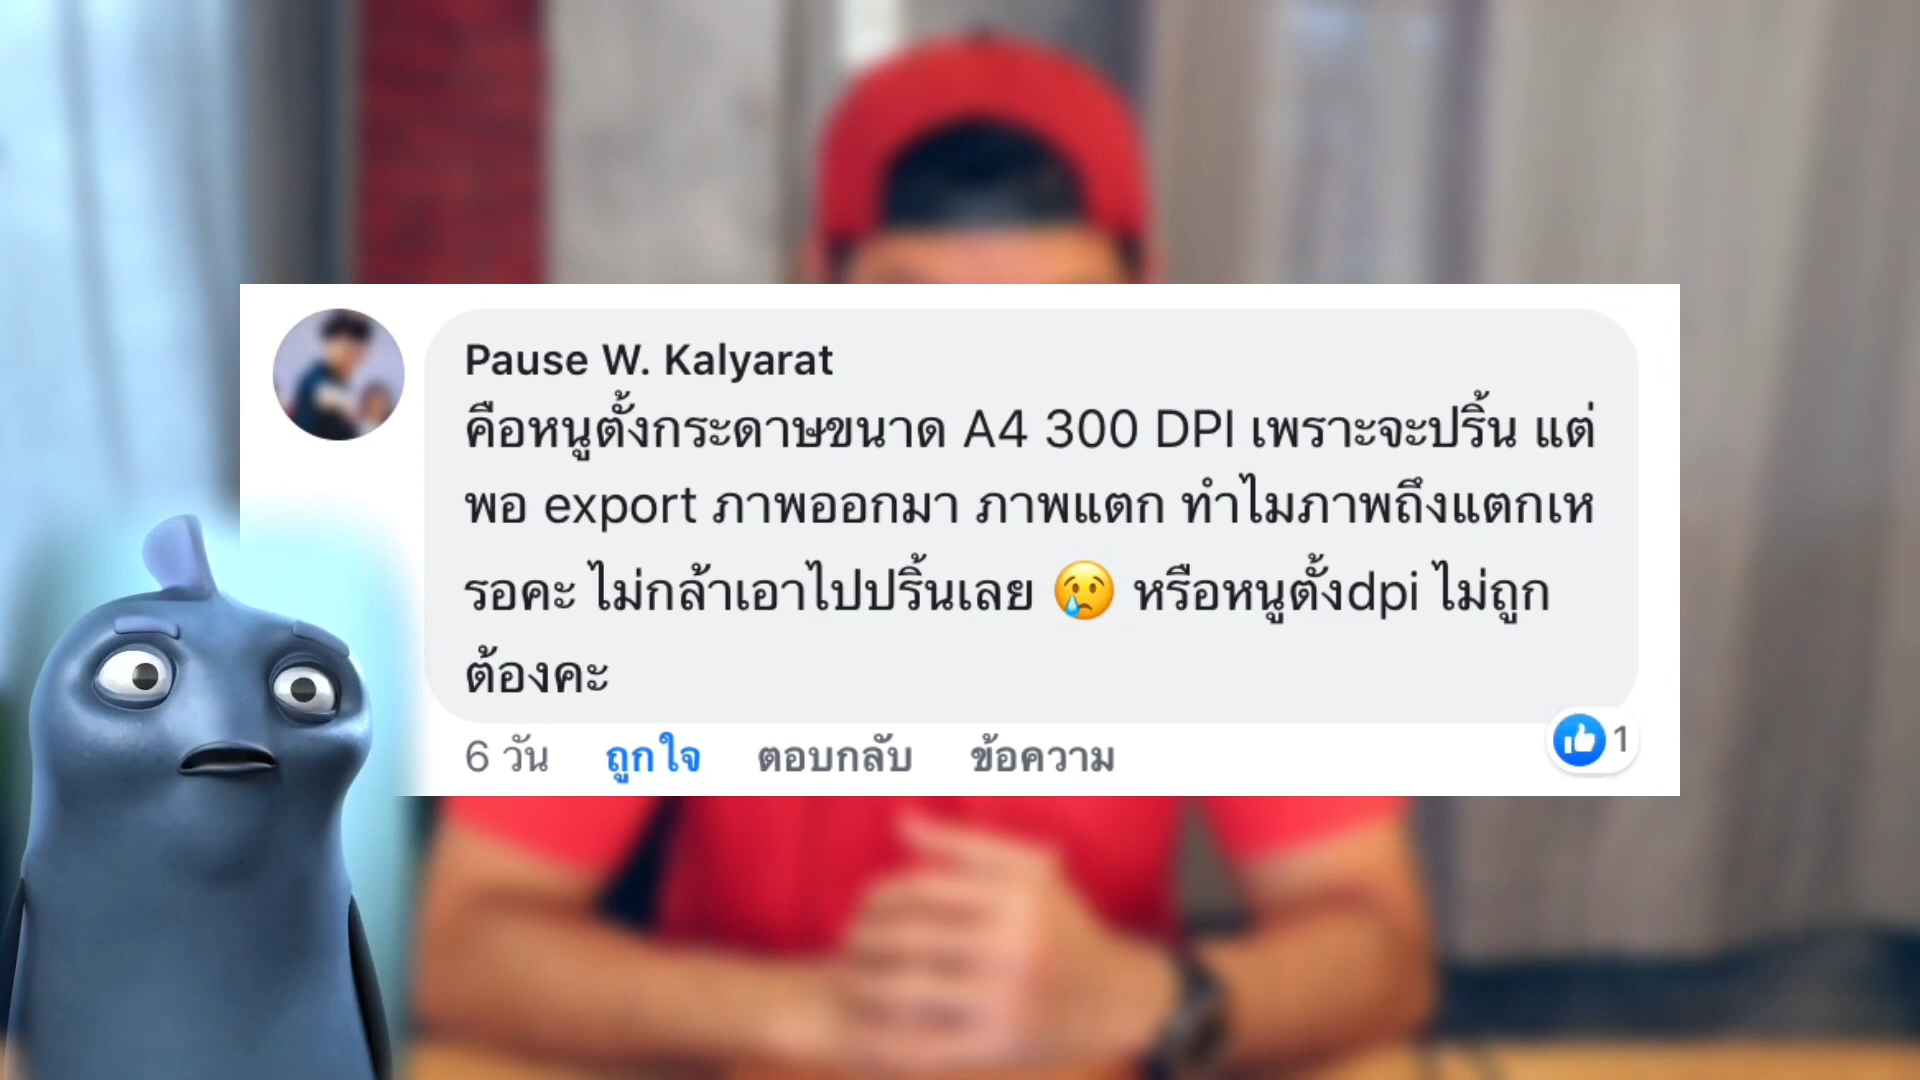 Pause W. Kalyarat
คือหนูตั้งกระดาษขนาด A4 300 DPI เพราะจะปริ้น แต่
พอ export ภาพออกมา ภาพแตก ทำไมภาพถึงแตกเห
รอคะ ไม่กล้าเอาไปปริ้นเลย 😢 หรือหนูตั้งdpi ไม่ถูก
ต้องคะ
6 วัน ถูกใจ ตอบกลับ ข้อความ 1